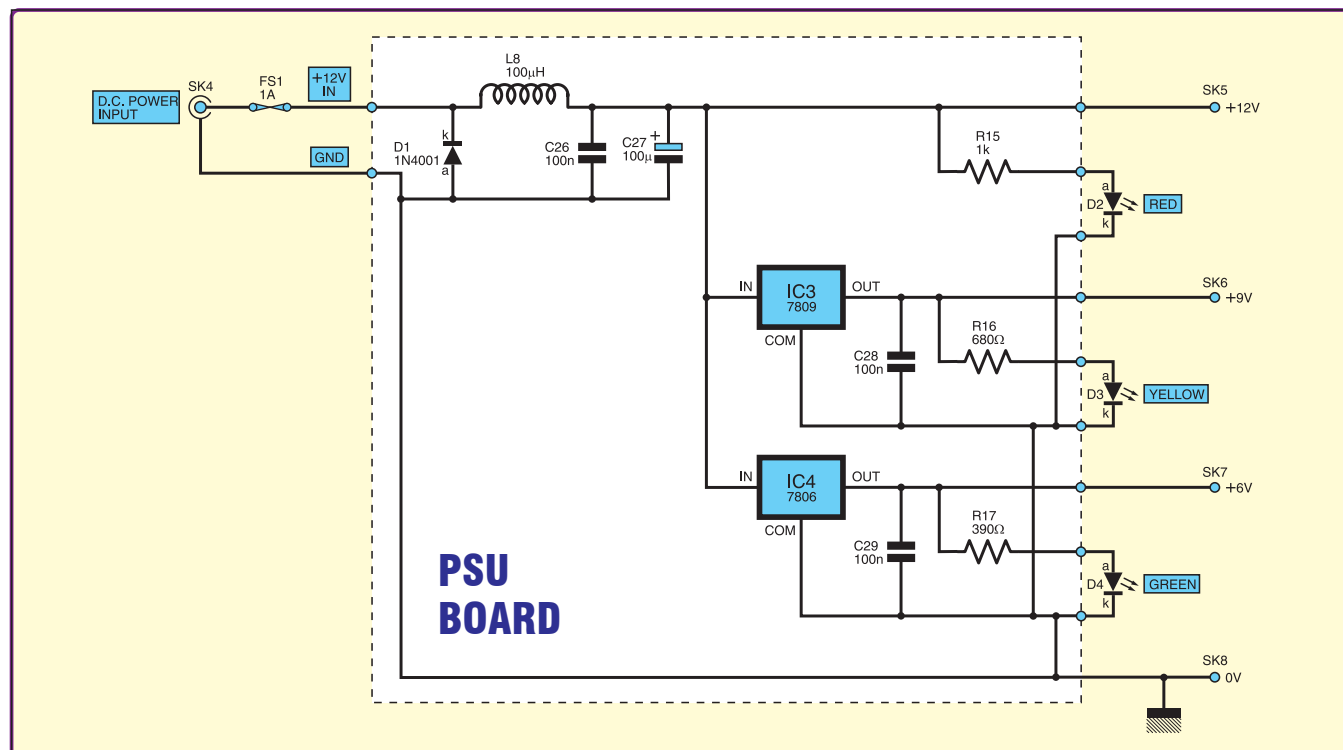 D.C. POWER
INPUT
SK4
FS1
1A
+12V
IN
GND
D1
1N4001
k
a
L8
100μH
C26
100n
C27
100μ
+
R15
1k
SK5
+12V
a
D2
k
RED
IN
IC3
7809
OUT
COM
C28
100n
R16
680Ω
SK6
+9V
a
D3
k
YELLOW
IN
IC4
7806
OUT
COM
C29
100n
R17
390Ω
SK7
+6V
a
D4
k
GREEN
PSU
BOARD
SK8
0V